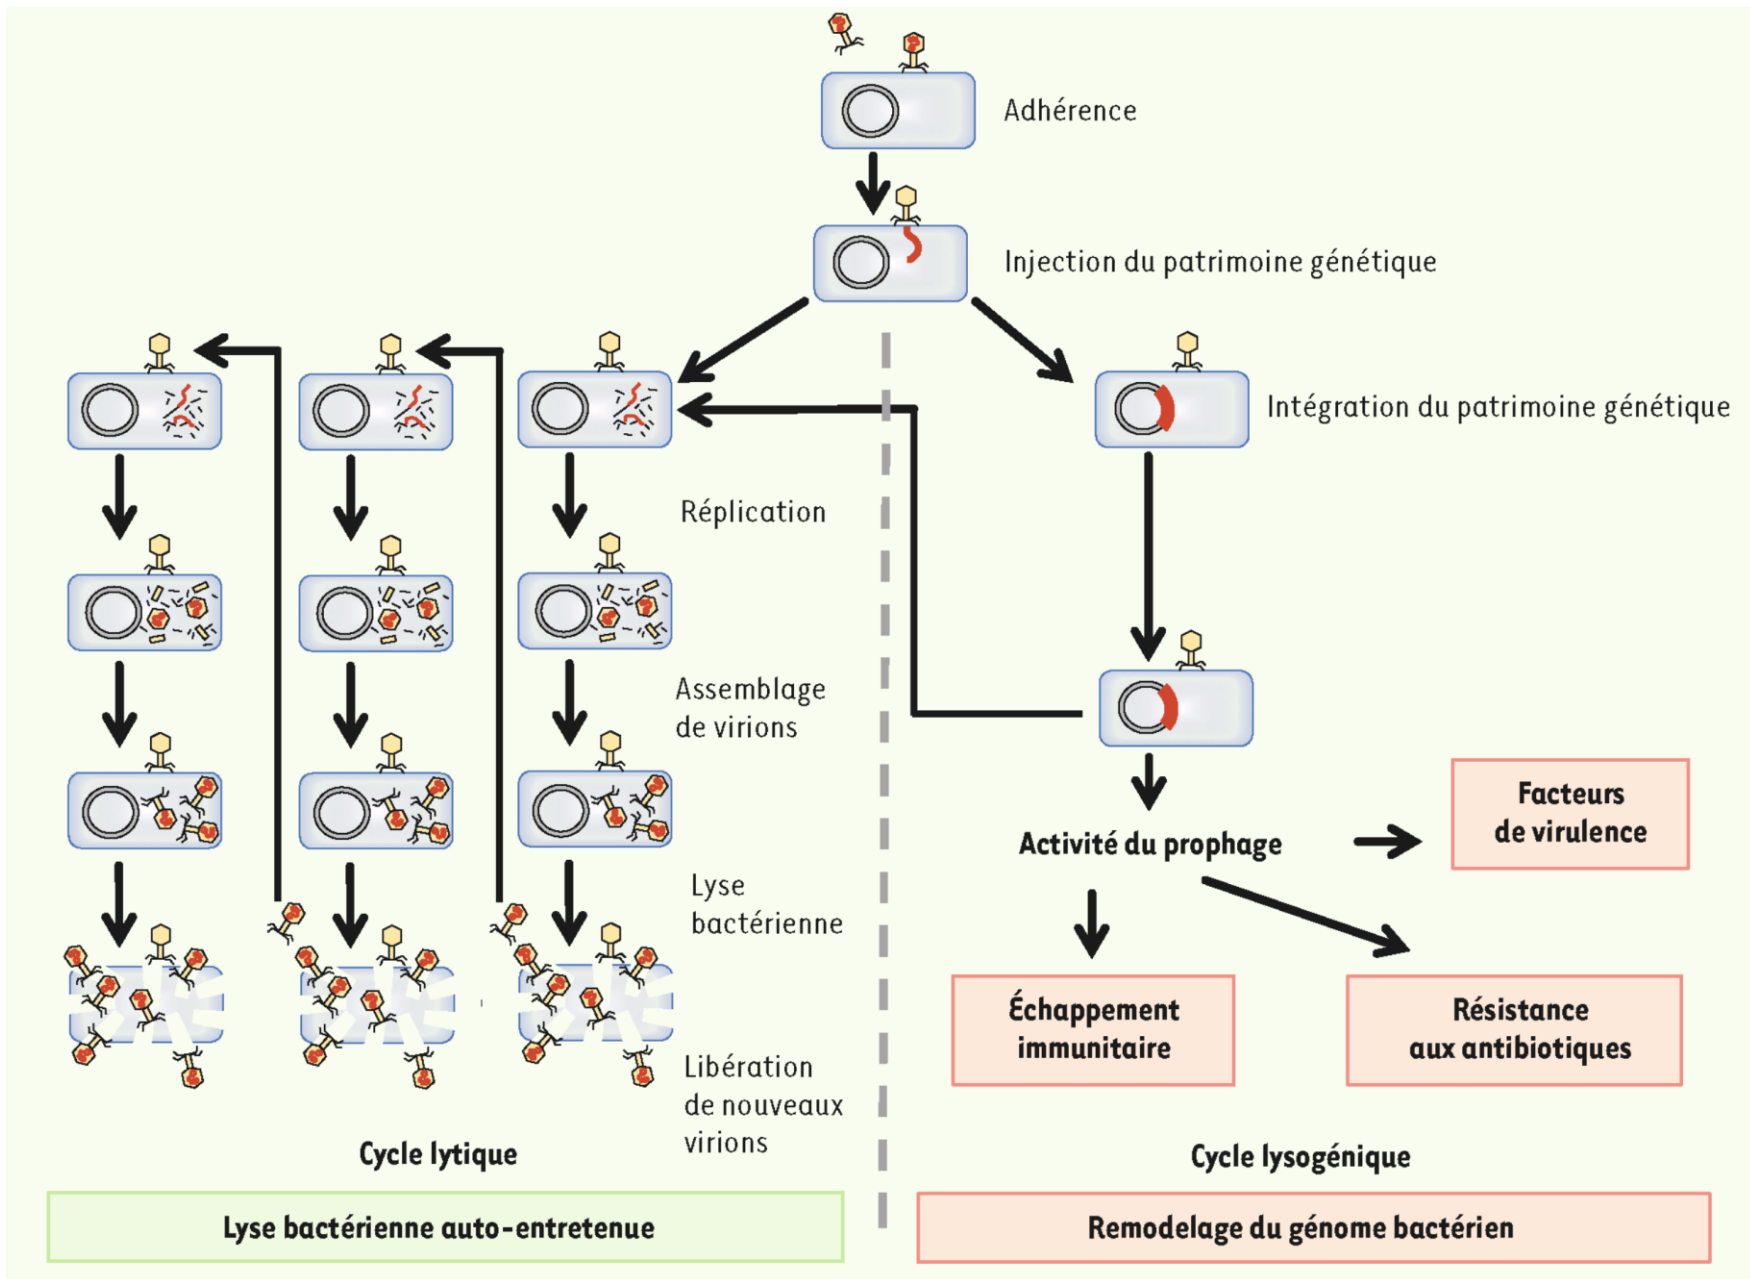 Adhérence
Injection du patrimoine génétique
Intégration du patrimoine génétique
Réplication
Assemblage
de virions
Lyse
bactérienne
Libération
de nouveaux
virions
Activité du prophage
Facteurs
de virulence
Échappement
immunitaire
Résistance
aux antibiotiques
Cycle lytique
Cycle lysogénique
Lyse bactérienne auto-entretenue
Remodelage du génome bactérien